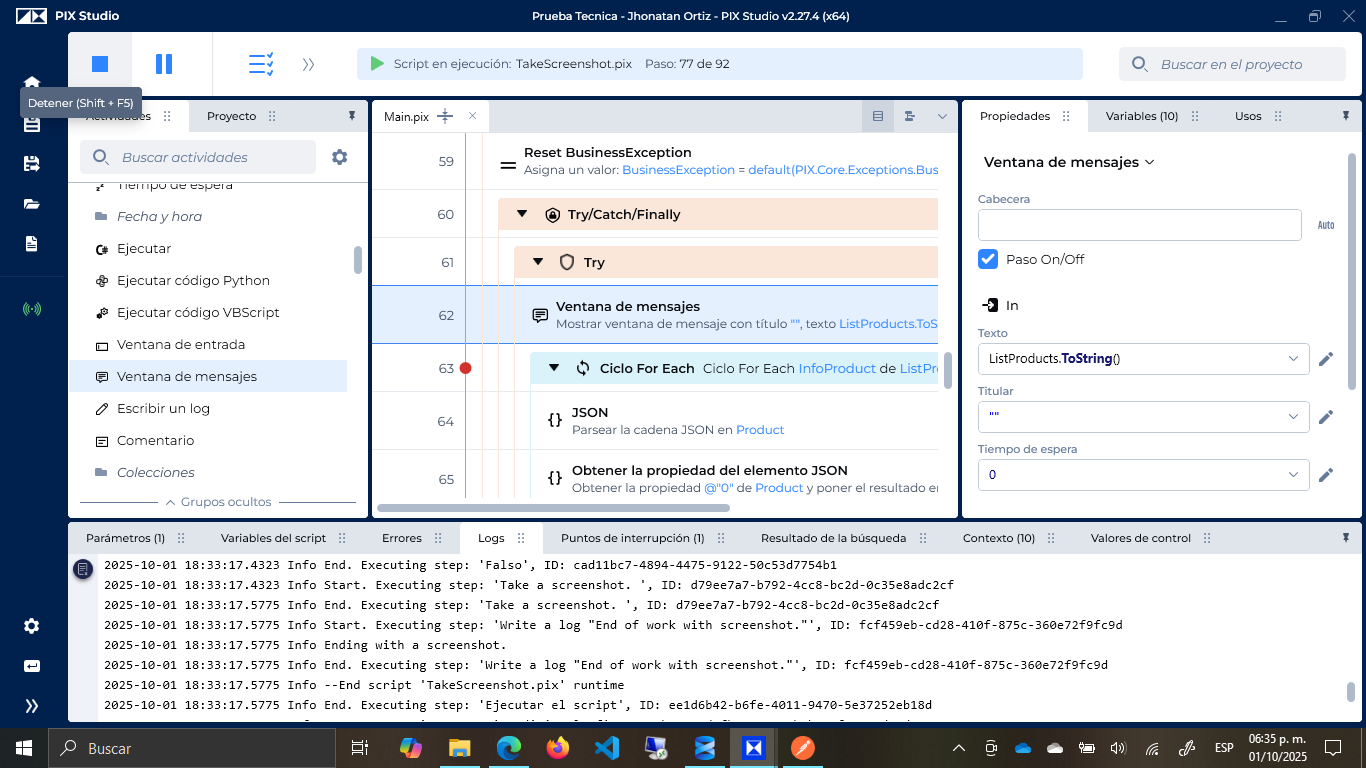 PIX Studio
Prueba Tecnica - Jhonatan Ortiz - PIX Studio v2.27.4 (x64)
Script en ejecución: TakeScreenshot.pix Paso: 77 de 92
Buscar en el proyecto
Detener (Shift + F5)
Actividades
Proyecto
Buscar actividades
Tiempo de espera
Fecha y hora
Ejecutar
Ejecutar código Python
Ejecutar código VBScript
Ventana de entrada
Ventana de mensajes
Escribir un log
Comentario
Colecciones
Grupos ocultos
Main.pix
59
Reset BusinessException
Asigna un valor: BusinessException = default(PIX.Core.Exceptions.Bus
60
Try/Catch/Finally
61
Try
62
Ventana de mensajes
Mostrar ventana de mensaje con título "", texto ListProducts.ToS
63
Ciclo For Each Ciclo For Each InfoProduct de ListPr
64
JSON
Parsear la cadena JSON en Product
65
Obtener la propiedad del elemento JSON
Obtener la propiedad @"0" de Product y poner el resultado e
Propiedades
Variables (10)
Usos
Ventana de mensajes
Cabecera
Auto
Paso On/Off
In
Texto
ListProducts.ToString()
Titular
""
Tiempo de espera
0
Parámetros (1)
Variables del script
Errores
Logs
Puntos de interrupción (1)
Resultado de la búsqueda
Contexto (10)
Valores de control
2025-10-01 18:33:17.4323 Info End. Executing step: 'Falso', ID: cad11bc7-4894-4475-9122-50c53d7754b1
2025-10-01 18:33:17.4323 Info Start. Executing step: 'Take a screenshot. ', ID: d79ee7a7-b792-4cc8-bc2d-0c35e8adc2cf
2025-10-01 18:33:17.5775 Info End. Executing step: 'Take a screenshot. ', ID: d79ee7a7-b792-4cc8-bc2d-0c35e8adc2cf
2025-10-01 18:33:17.5775 Info Start. Executing step: 'Write a log "End of work with screenshot."', ID: fcf459eb-cd28-410f-875c-360e72f9fc9d
2025-10-01 18:33:17.5775 Info Ending with a screenshot.
2025-10-01 18:33:17.5775 Info End. Executing step: 'Write a log "End of work with screenshot."', ID: fcf459eb-cd28-410f-875c-360e72f9fc9d
2025-10-01 18:33:17.5775 Info --End script 'TakeScreenshot.pix' runtime
2025-10-01 18:33:17.5775 Info End. Executing step: 'Ejecutar el script', ID: ee1d6b42-b6fe-4011-9470-5e37252eb18d
Buscar
ESP
06:35 p. m.
01/10/2025